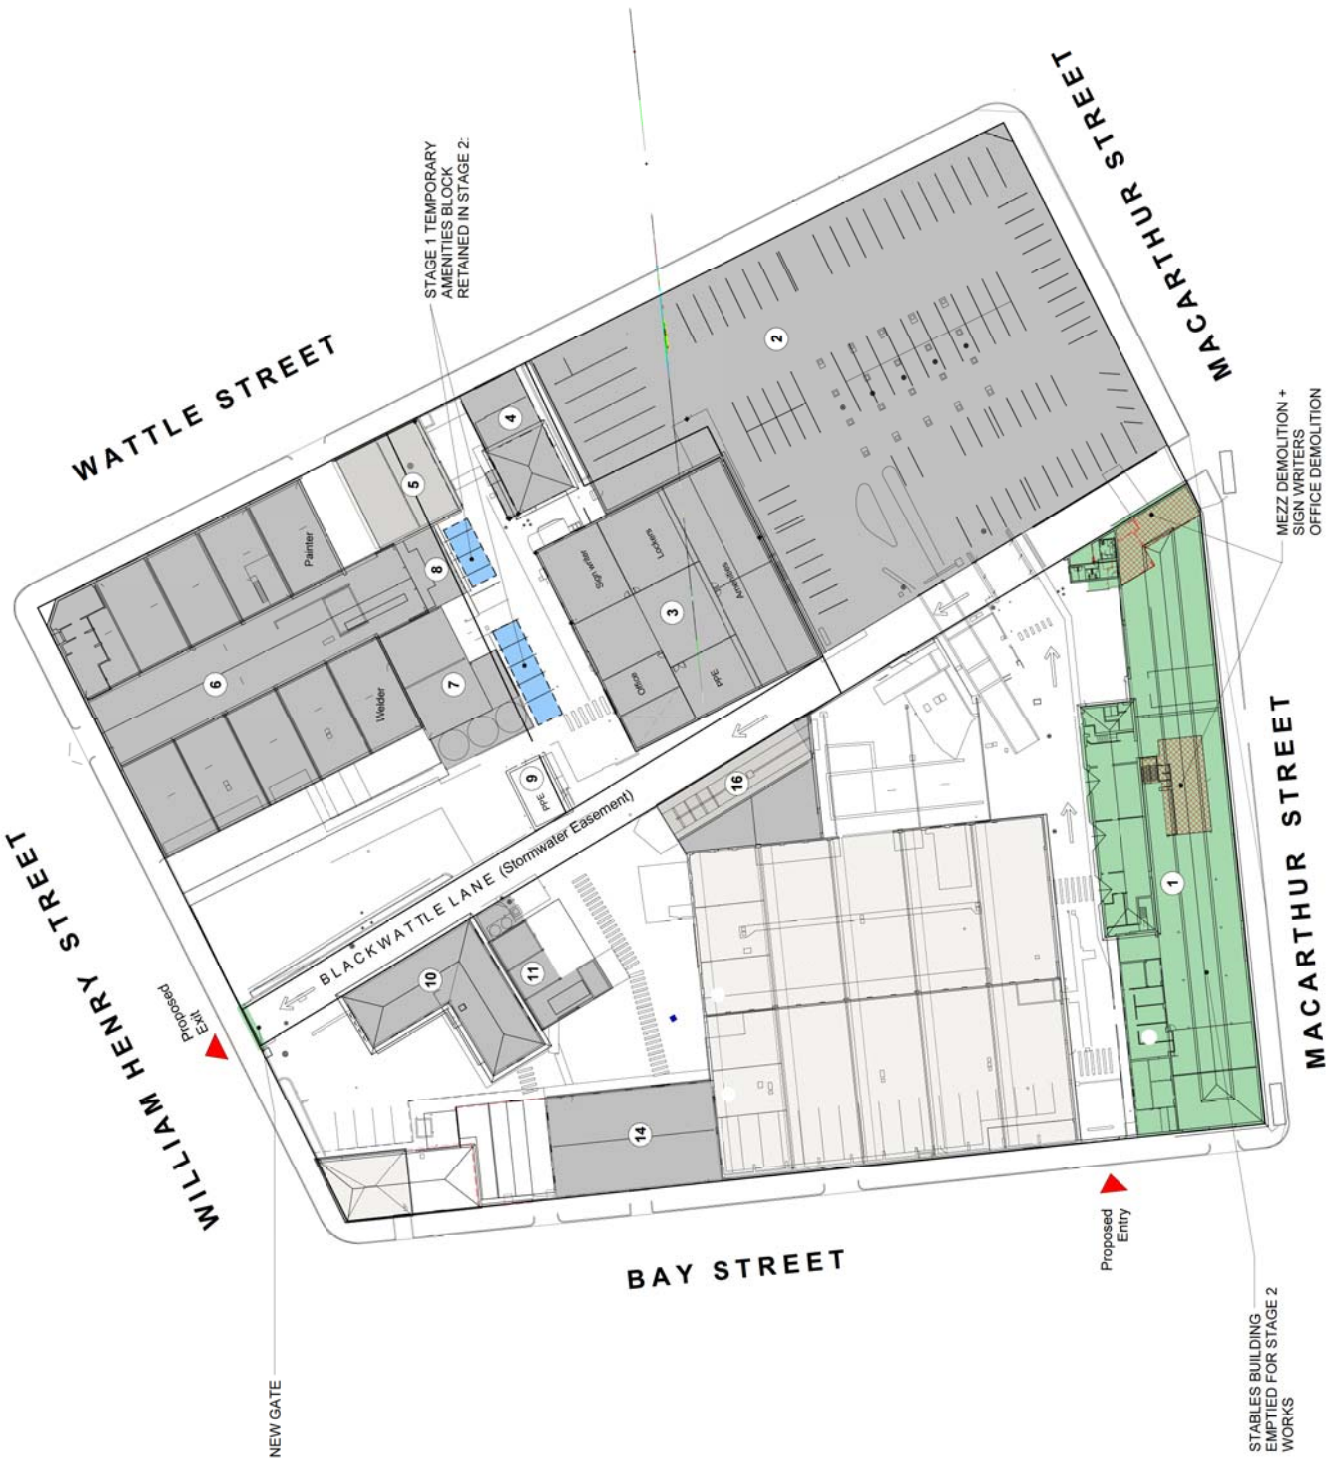 WATTLE STREET
STAGE 1 TEMPORARY
AMENITIES BLOCK
RETAINED IN STAGE 2:
MACARTHUR STREET
2
4
5
Painter
8
6
Sign writer
Lockers
3
Amenities
Office
PPE
Welder
7
9
PPE
16
BLACKWATTLE LANE (Stormwater Easement)
WILLIAM HENRY STREET
Proposed
Exit
10
11
14
1
MEZZ DEMOLITION +
SIGN WRITERS
OFFICE DEMOLITION
MACARTHUR STREET
BAY STREET
Proposed
Entry
NEW GATE
STABLES BUILDING
EMPTIED FOR STAGE 2
WORKS